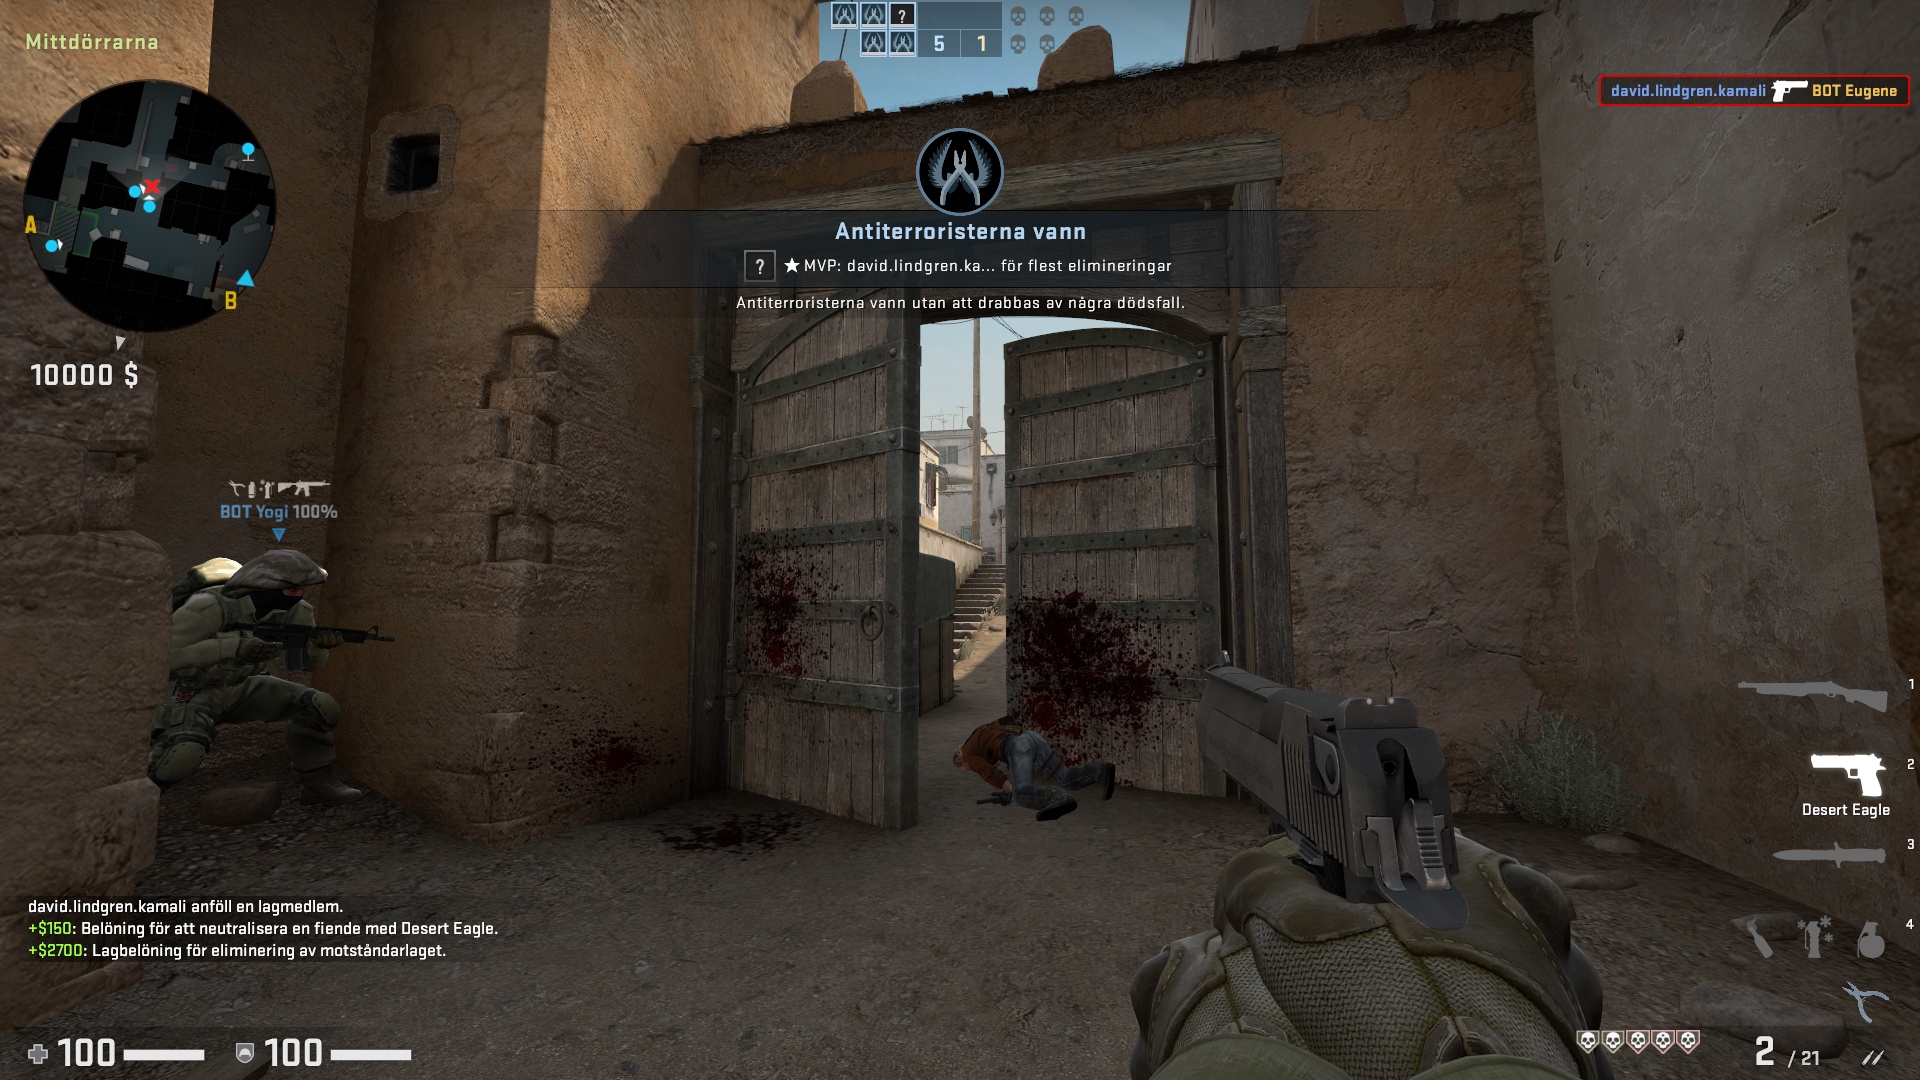 Mittdörrarna
?
5 1
david.lindgren.kamali BOT Eugene
A
B
Antiterroristerna vann
? ★ MVP: david.lindgren.ka... för flest elimineringar
Antiterroristerna vann utan att drabbas av några dödsfall.
10000 $
BOT Yogi 100%
1
2
Desert Eagle
3
4
david.lindgren.kamali anföll en lagmedlem.
+$150: Belöning för att neutralisera en fiende med Desert Eagle.
+$2700: Lagbelöning för eliminering av motståndarlaget.
100 100
2 / 21